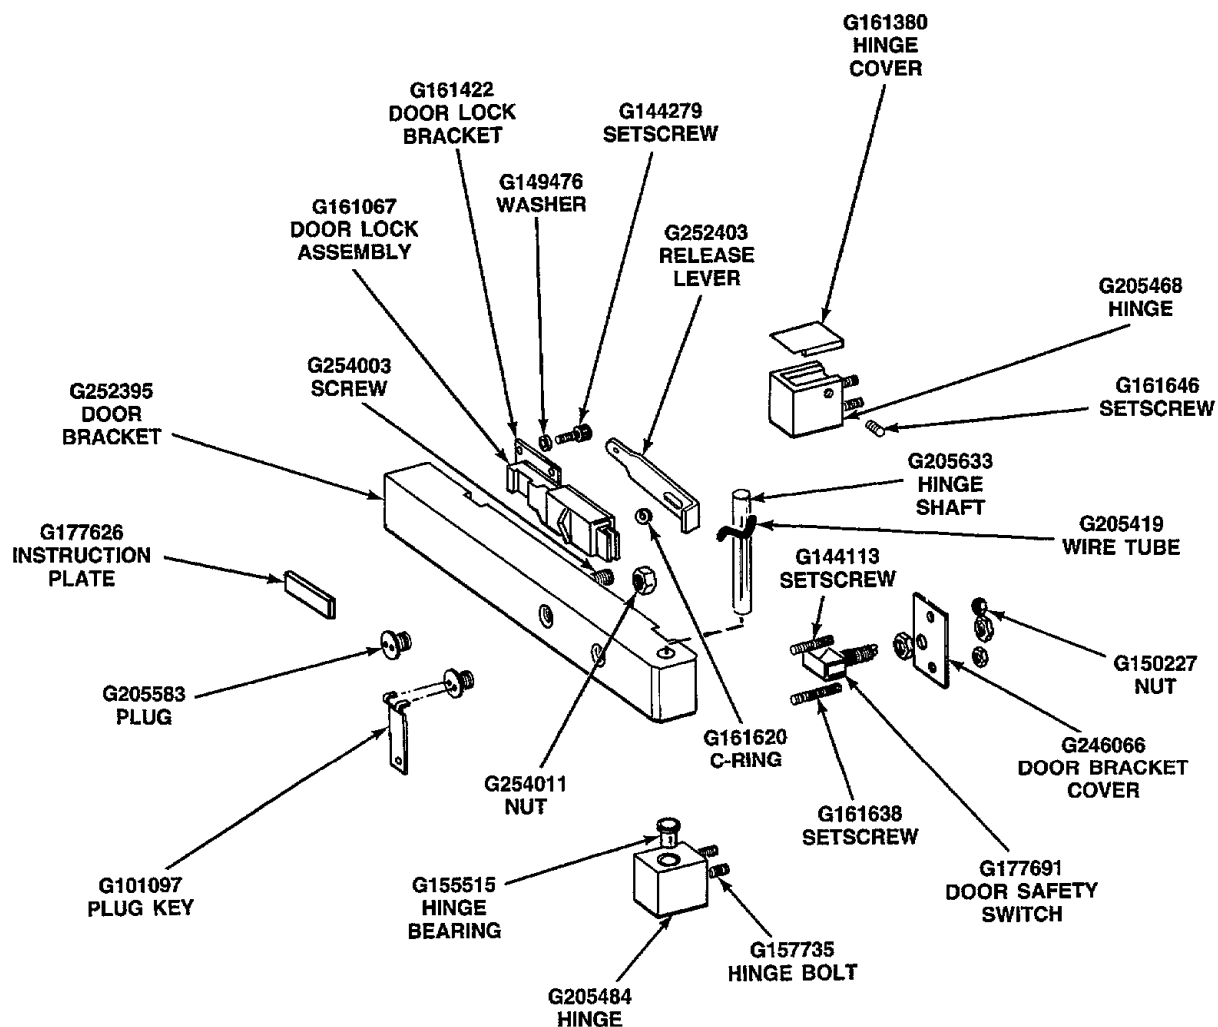 G161380
HINGE
COVER
G161422
DOOR LOCK
BRACKET
G144279
SETSCREW
G149476
WASHER
G161067
DOOR LOCK
ASSEMBLY
G252403
RELEASE
LEVER
G205468
HINGE
G254003
SCREW
G252395
DOOR
BRACKET
G161646
SETSCREW
G205633
HINGE
SHAFT
G177626
INSTRUCTION
PLATE
G205419
WIRE TUBE
G144113
SETSCREW
G205583
PLUG
G150227
NUT
G161620
C-RING
G246066
DOOR BRACKET
COVER
G254011
NUT
G161638
SETSCREW
G101097
PLUG KEY
G155515
HINGE
BEARING
G177691
DOOR SAFETY
SWITCH
G157735
HINGE BOLT
G205484
HINGE